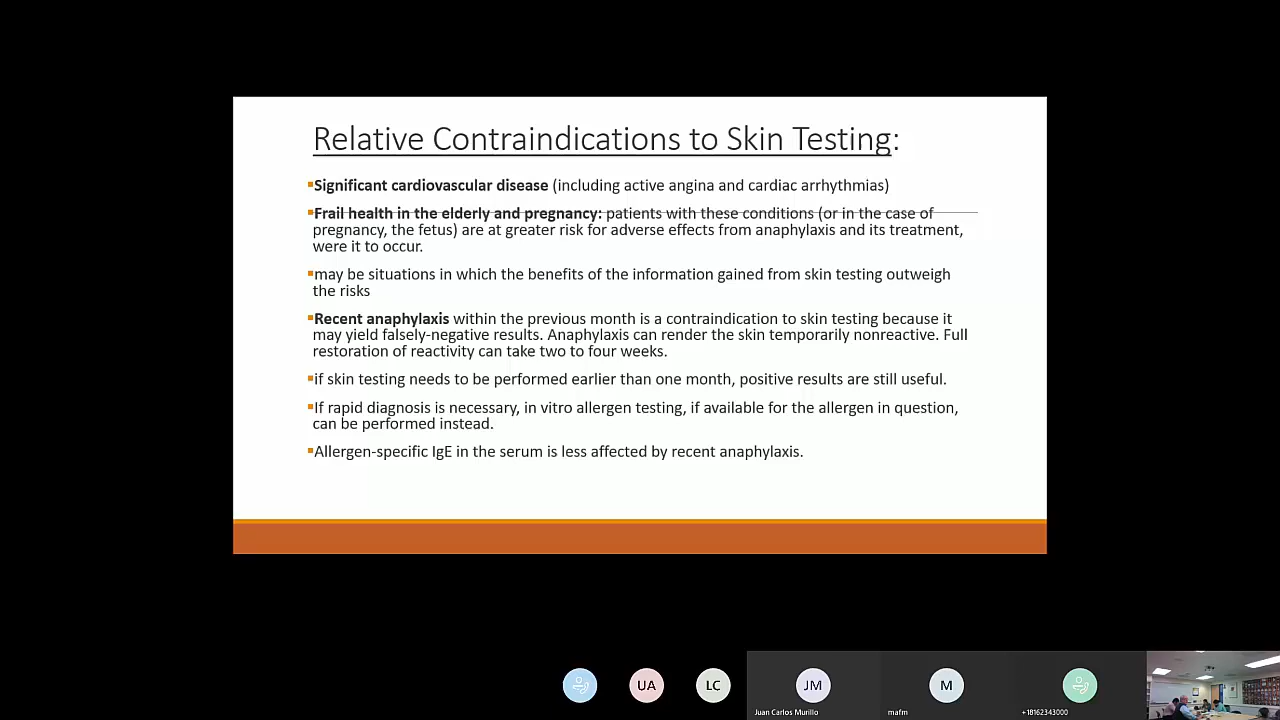 Relative Contraindications to Skin Testing:
Significant cardiovascular disease (including active angina and cardiac arrhythmias)
Frail health in the elderly and pregnancy: patients with these conditions (or in the case of
pregnancy, the fetus) are at greater risk for adverse effects from anaphylaxis and its treatment,
were it to occur.
may be situations in which the benefits of the information gained from skin testing outweigh
the risks
Recent anaphylaxis within the previous month is a contraindication to skin testing because it
may yield falsely-negative results. Anaphylaxis can render the skin temporarily nonreactive. Full
restoration of reactivity can take two to four weeks.
if skin testing needs to be performed earlier than one month, positive results are still useful.
If rapid diagnosis is necessary, in vitro allergen testing, if available for the allergen in question,
can be performed instead.
Allergen-specific IgE in the serum is less affected by recent anaphylaxis.
UA
LC
JM
M
Juan Carlos Murillo
mafm
+18162343000